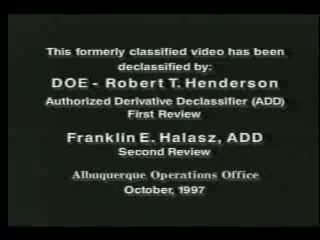 This formerly classified video has been
declassified by:
DOE - Robert T. Henderson
Authorized Derivative Declassifier (ADD)
First Review
Franklin E. Halasz, ADD
Second Review
Albuquerque Operations Office
October, 1997